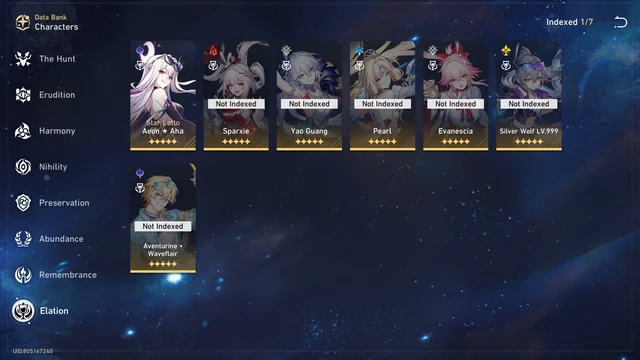 Data Bank
Characters
Indexed 1/7
The Hunt
Erudition
Harmony
Nihility
Preservation
Abundance
Remembrance
Elation
Star Lotto
Aeon ★ Aha
Not Indexed
Sparxie
Not Indexed
Yao Guang
Not Indexed
Pearl
Not Indexed
Evanescia
Not Indexed
Silver Wolf LV.999
Not Indexed
Aventurine •
Waveflair
UID:805167240